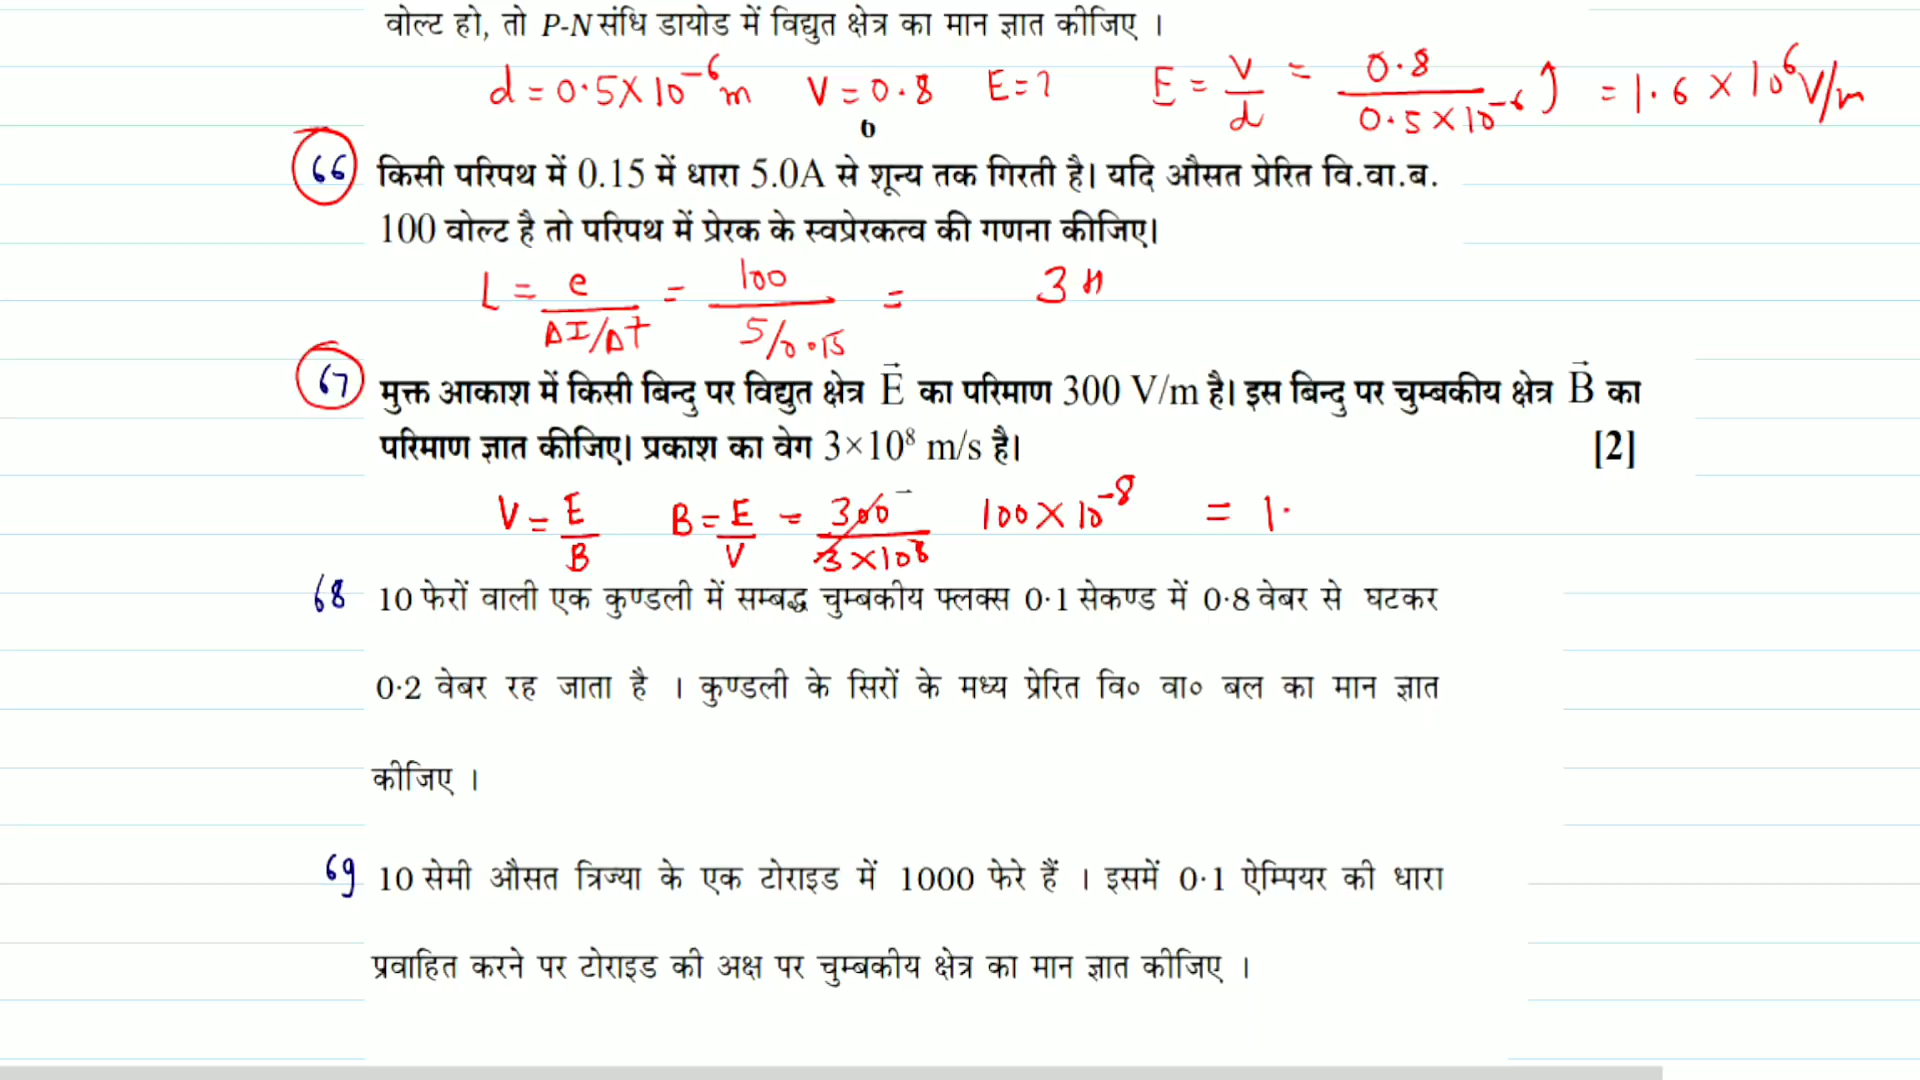 वोल्ट हो, तो P-N संधि डायोड में विद्युत क्षेत्र का मान ज्ञात कीजिए ।
d = 0.5 X 10⁻⁶ m V = 0.8 E = ? E = V/d = 0.8/0.5 X 10⁻⁶ = 1.6 X 10⁶ V/m
6
66 किसी परिपथ में 0.15 में धारा 5.0A से शून्य तक गिरती है। यदि औसत प्रेरित वि.वा.ब.
100 वोल्ट है तो परिपथ में प्रेरक के स्वप्रेरकत्व की गणना कीजिए।
L = e/ΔI/ΔT = 100/5/0.15 = 3 H
67 मुक्त आकाश में किसी बिन्दु पर विद्युत क्षेत्र E⃗ का परिमाण 300 V/m है। इस बिन्दु पर चुम्बकीय क्षेत्र B⃗ का
परिमाण ज्ञात कीजिए। प्रकाश का वेग 3×10⁸ m/s है। [2]
V = E/B B = E/V = 300/3 X 10⁸ 100 X 10⁻⁸ = 1.
68 10 फेरों वाली एक कुण्डली में सम्बद्ध चुम्बकीय फ्लक्स 0·1 सेकण्ड में 0·8 वेबर से घटकर
0·2 वेबर रह जाता है । कुण्डली के सिरों के मध्य प्रेरित वि० वा० बल का मान ज्ञात
कीजिए ।
69 10 सेमी औसत त्रिज्या के एक टोराइड में 1000 फेरे हैं । इसमें 0·1 ऐम्पियर की धारा
प्रवाहित करने पर टोराइड की अक्ष पर चुम्बकीय क्षेत्र का मान ज्ञात कीजिए ।